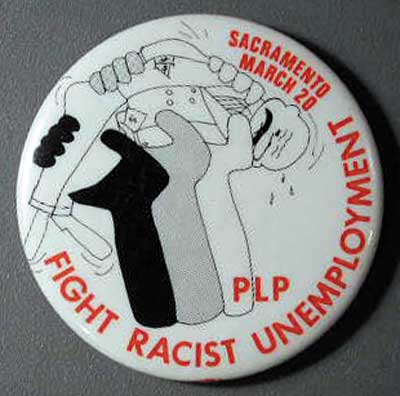 SACRAMENTO
MARCH 20
PLP
FIGHT RACIST UNEMPLOYMENT